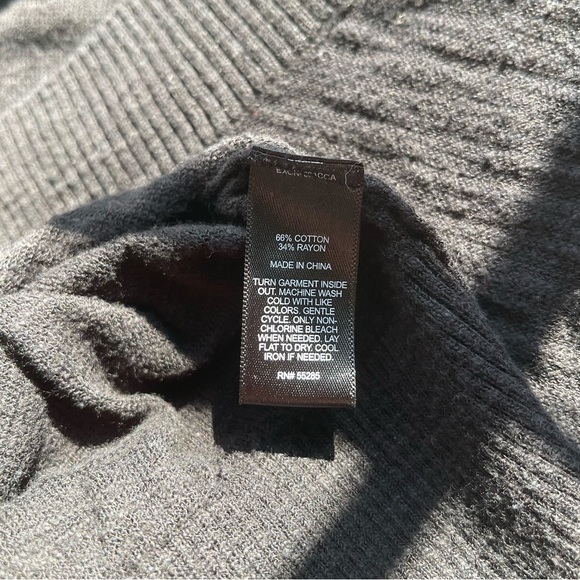 66% COTTON
34% RAYON
MADE IN CHINA
TURN GARMENT INSIDE
OUT. MACHINE WASH
COLD WITH LIKE
COLORS. GENTLE
CYCLE. ONLY NON-
CHLORINE BLEACH
WHEN NEEDED. LAY
FLAT TO DRY. COOL
IRON IF NEEDED.
RN# 55285